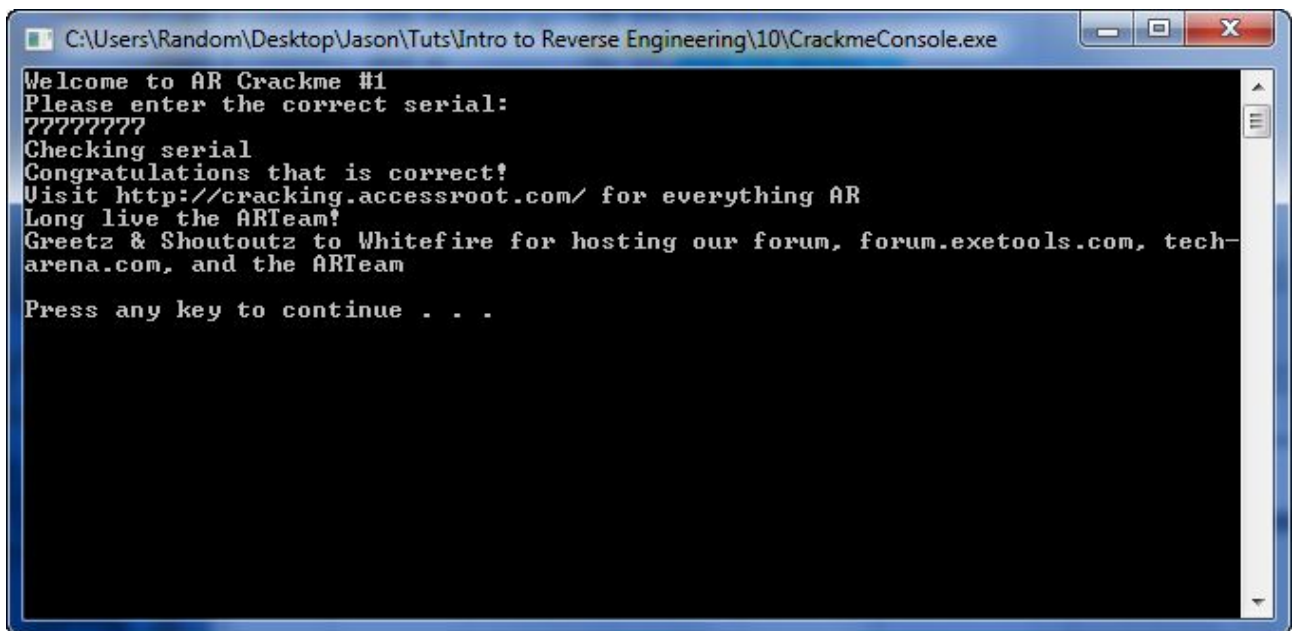 C:\Users\Random\Desktop\Jason\Tuts\Intro to Reverse Engineering\10\CrackmeConsole.exe
Welcome to AR Crackme #1
Please enter the correct serial:
77777777
Checking serial
Congratulations that is correct!
Visit http://cracking.accessroot.com/ for everything AR
Long live the ARTeam!
Greetz & Shoutoutz to Whitefire for hosting our forum, forum.exetools.com, tech-
arena.com, and the ARTeam
Press any key to continue . . .